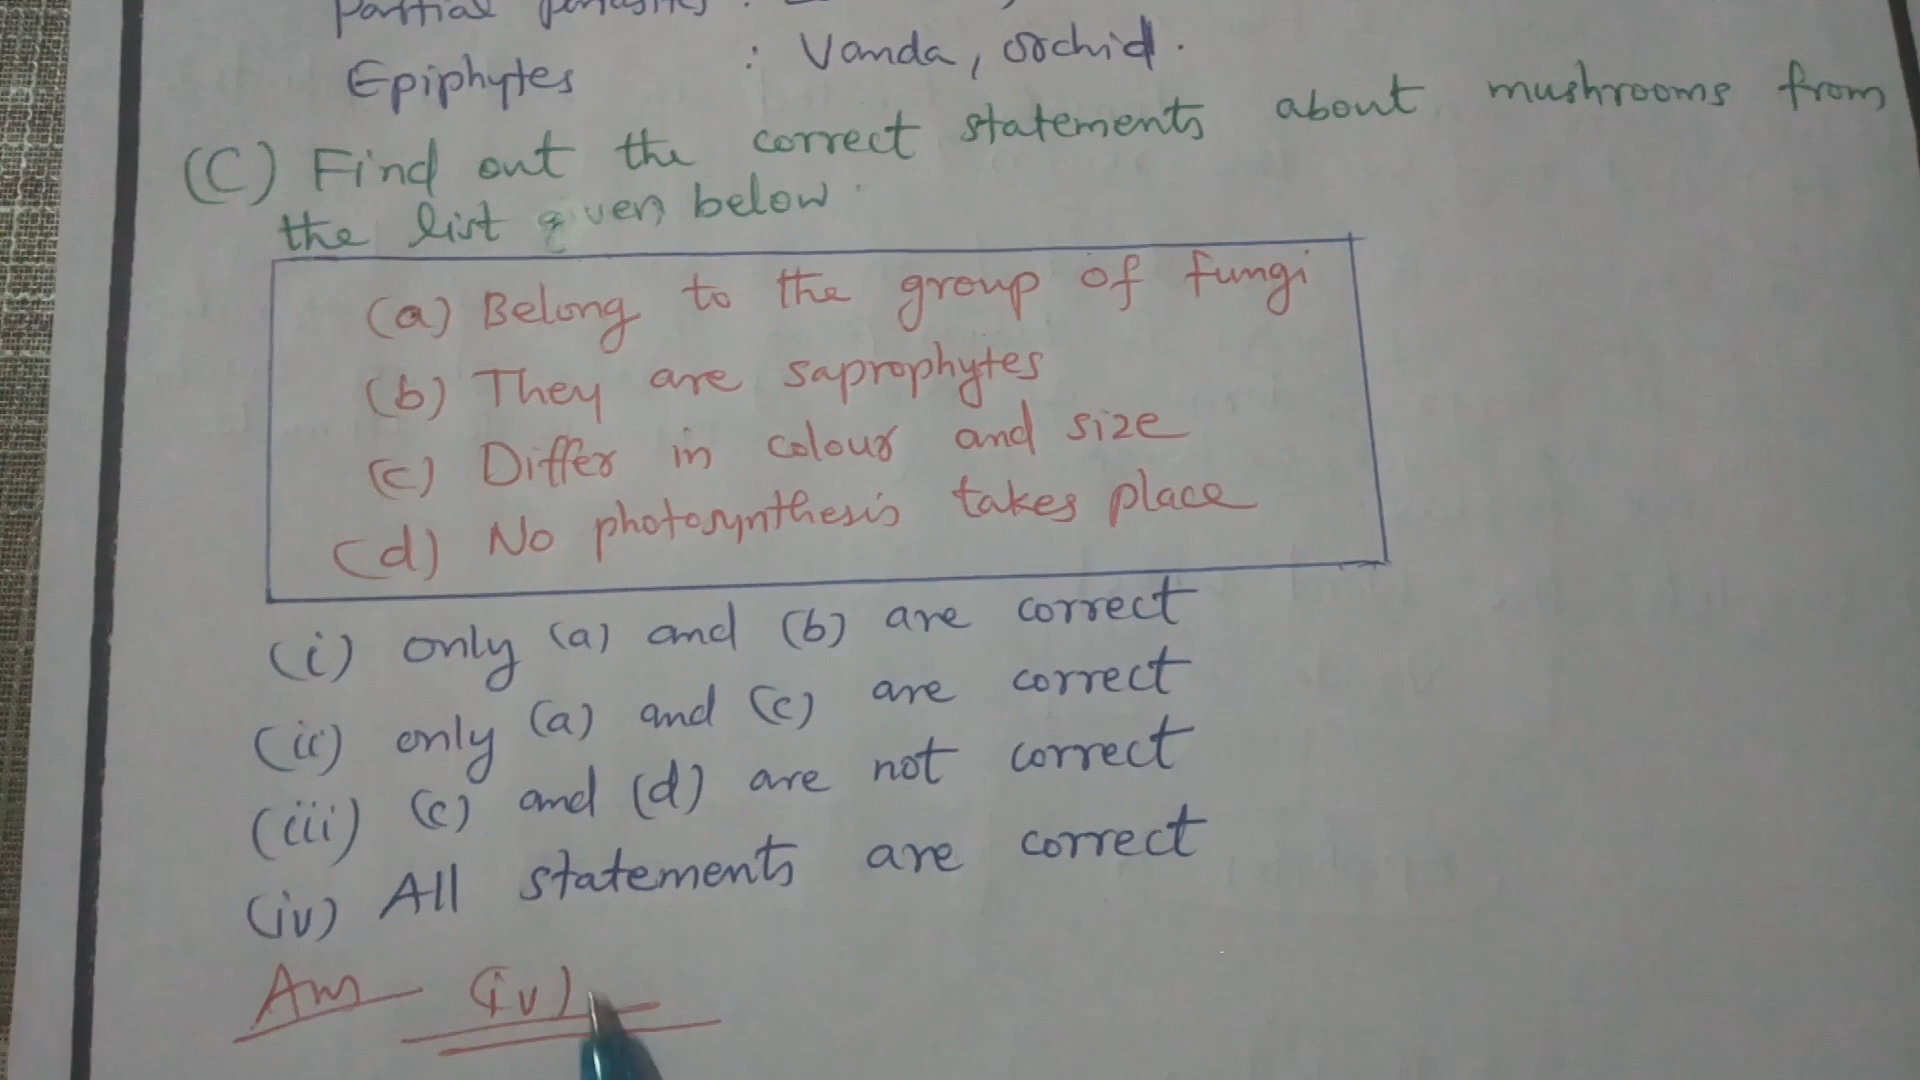 Partial parasites :
Epiphytes : Vanda, orchid.
(C) Find out the correct statements about mushrooms from
the list given below
(a) Belong to the group of fungi
(b) They are saprophytes
(c) Differ in colour and size
(d) No photosynthesis takes place
(i) only (a) and (b) are correct
(ii) only (a) and (c) are correct
(iii) (c) and (d) are not correct
(iv) All statements are correct
Ans (iv)